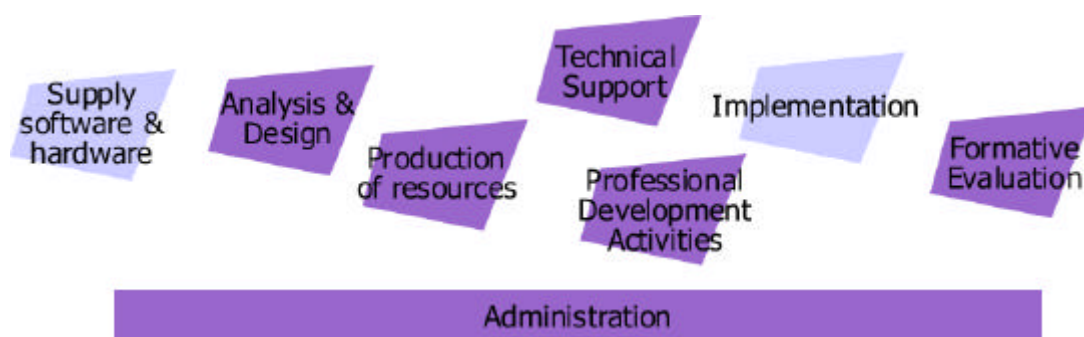 Supply
software &
hardware
Analysis &
Design
Production
of resources
Technical
Support
Professional
Development
Activities
Implementation
Formative
Evaluation
Administration